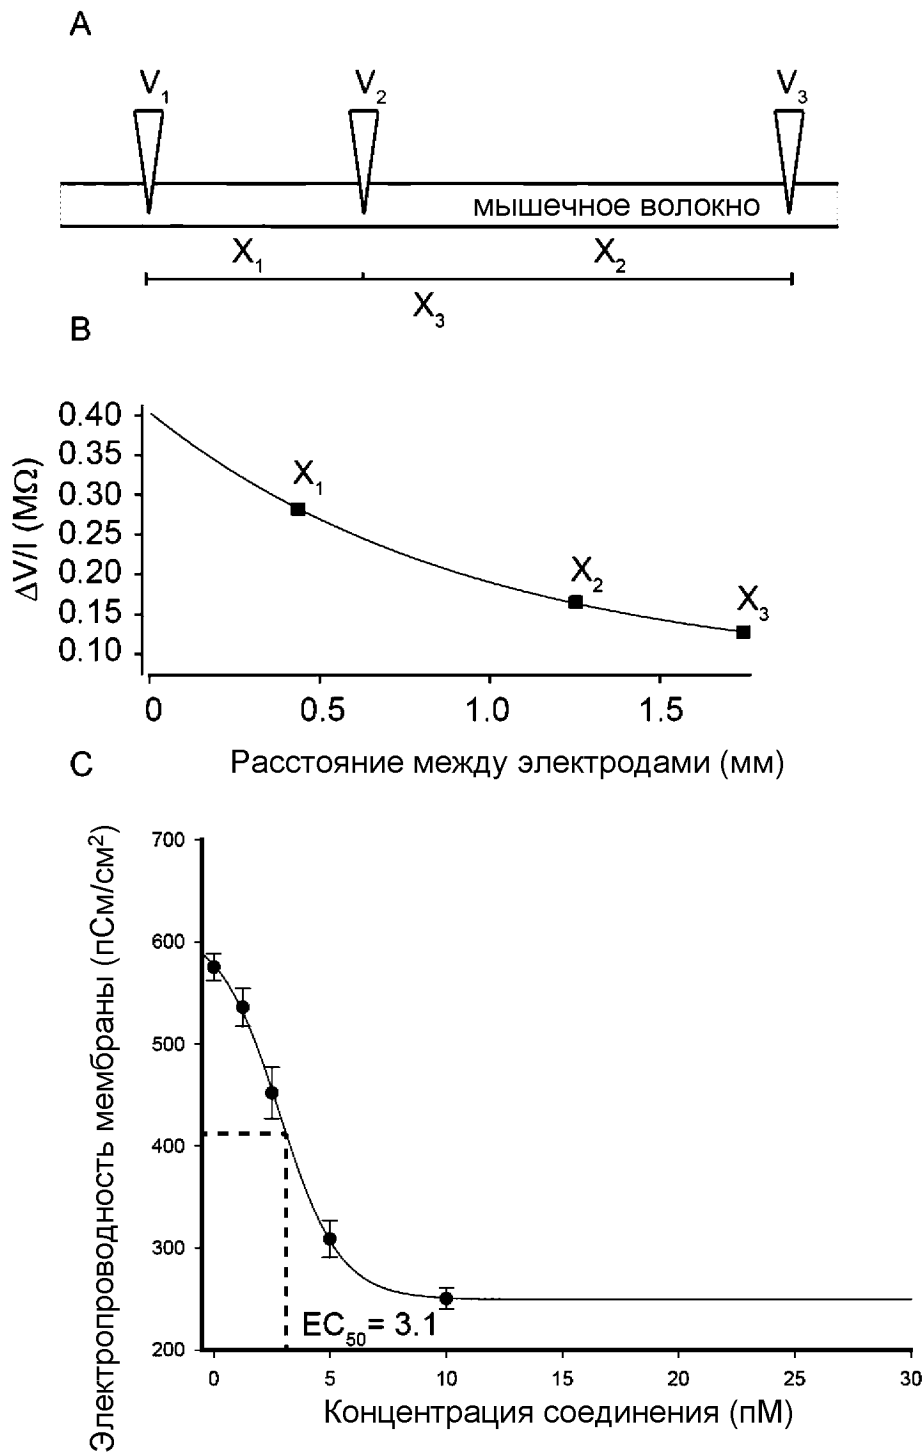 A
V1 V2 V3
мышечное волокно
X1 X2
X3
B
0.40
0.35
0.30
0.25
0.20
0.15
0.10
ΔV/I (MΩ)
X1
X2
X3
0 0.5 1.0 1.5
Расстояние между электродами (мм)
C
Электропроводность мембраны (пСм/см²)
700
600
500
400
300
200
EC50 = 3.1
0 5 10 15 20 25 30
Концентрация соединения (пМ)